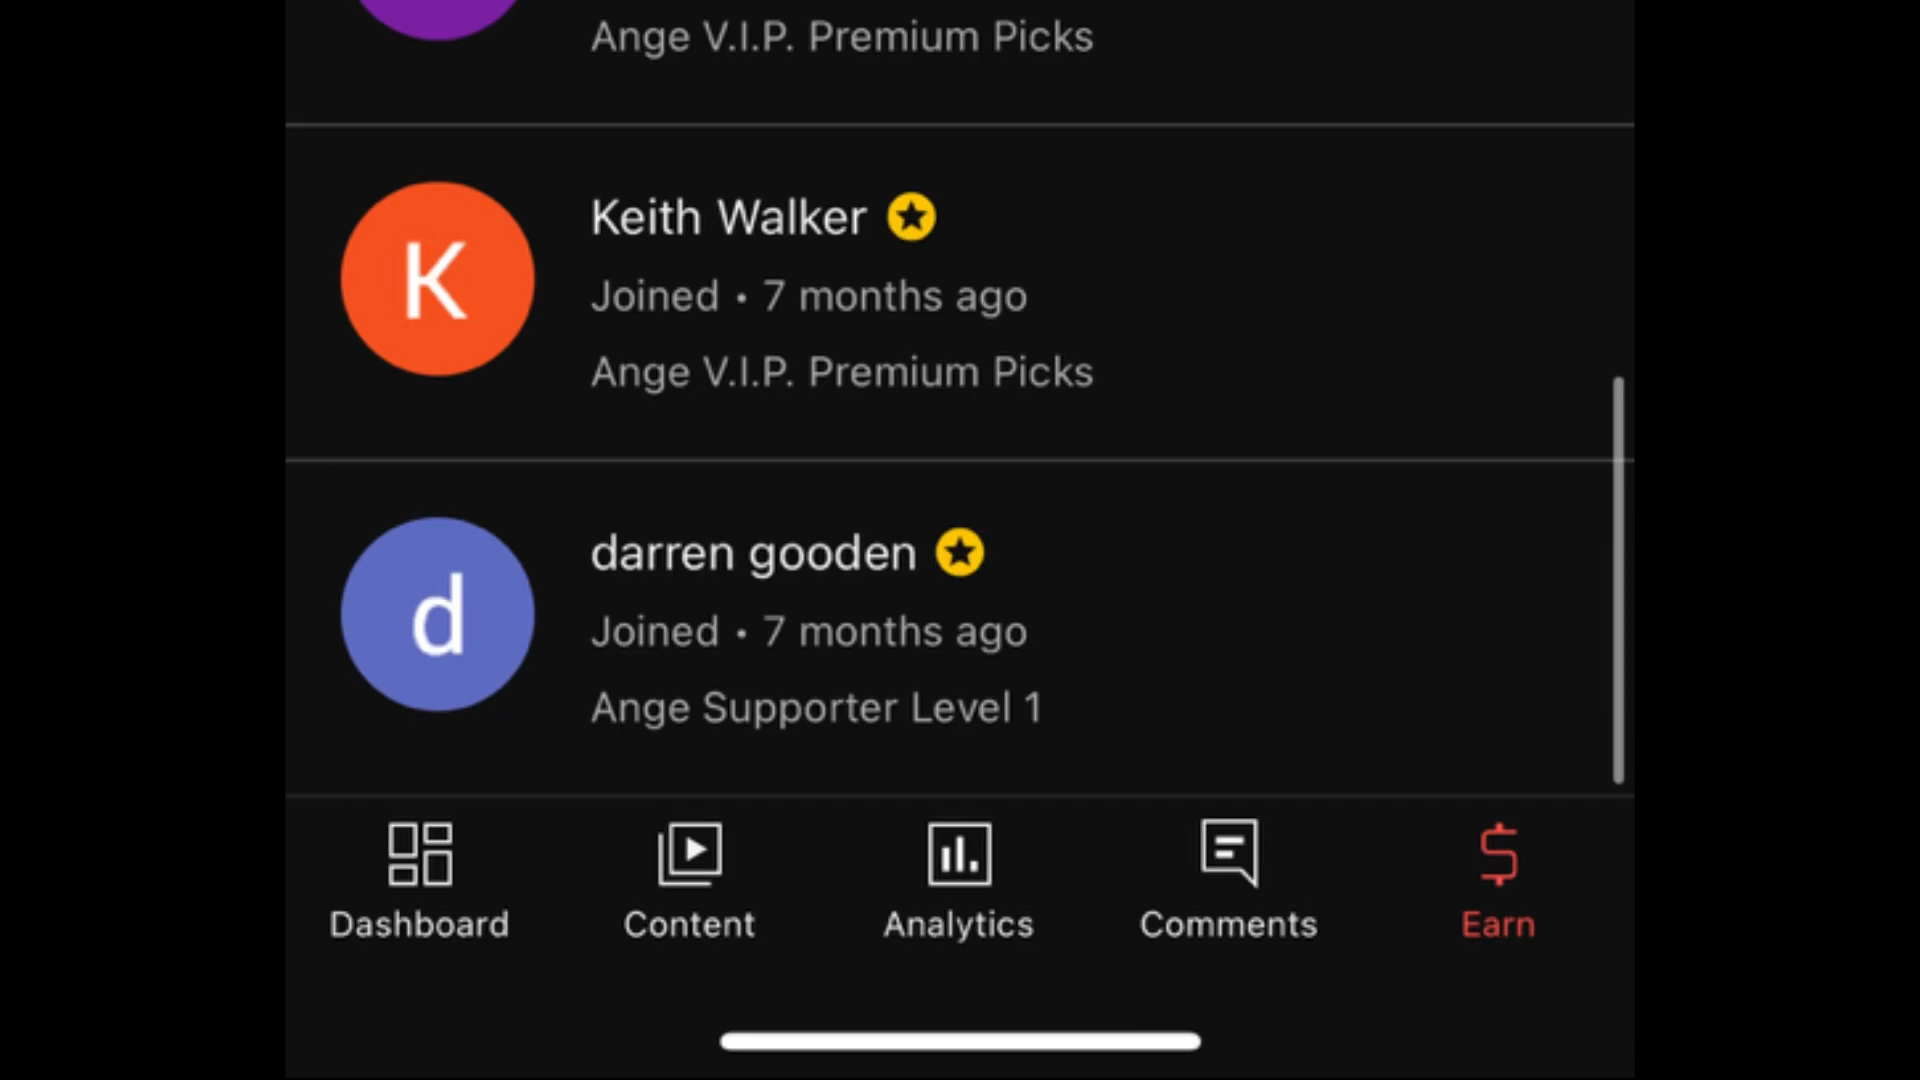 Ange V.I.P. Premium Picks
K
Keith Walker
Joined • 7 months ago
Ange V.I.P. Premium Picks
d
darren gooden
Joined • 7 months ago
Ange Supporter Level 1
Dashboard
Content
Analytics
Comments
Earn